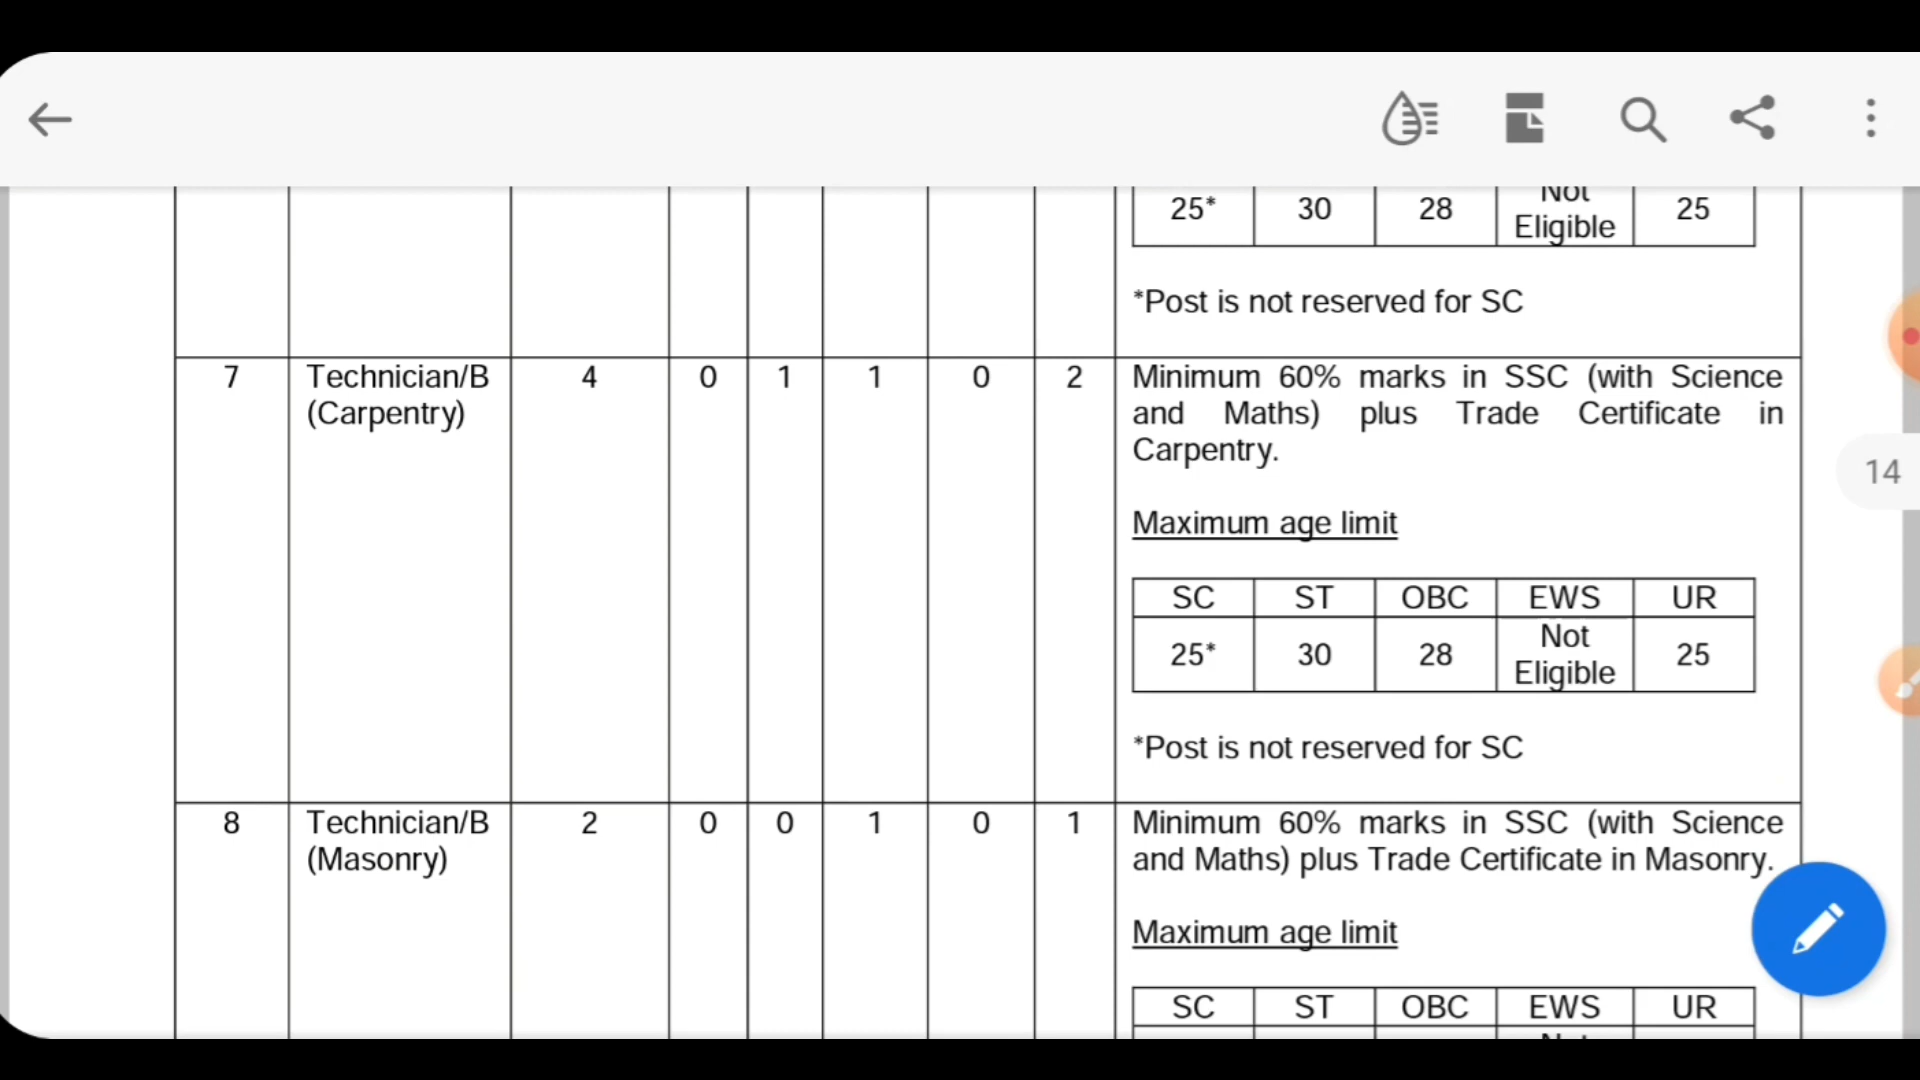 25* 30 28 Not Eligible 25
*Post is not reserved for SC
7 Technician/B (Carpentry) 4 0 1 1 0 2 Minimum 60% marks in SSC (with Science
and Maths) plus Trade Certificate in
Carpentry.
Maximum age limit
SC ST OBC EWS UR
25* 30 28 Not Eligible 25
*Post is not reserved for SC
8 Technician/B (Masonry) 2 0 0 1 0 1 Minimum 60% marks in SSC (with Science
and Maths) plus Trade Certificate in Masonry.
Maximum age limit
SC ST OBC EWS UR
14